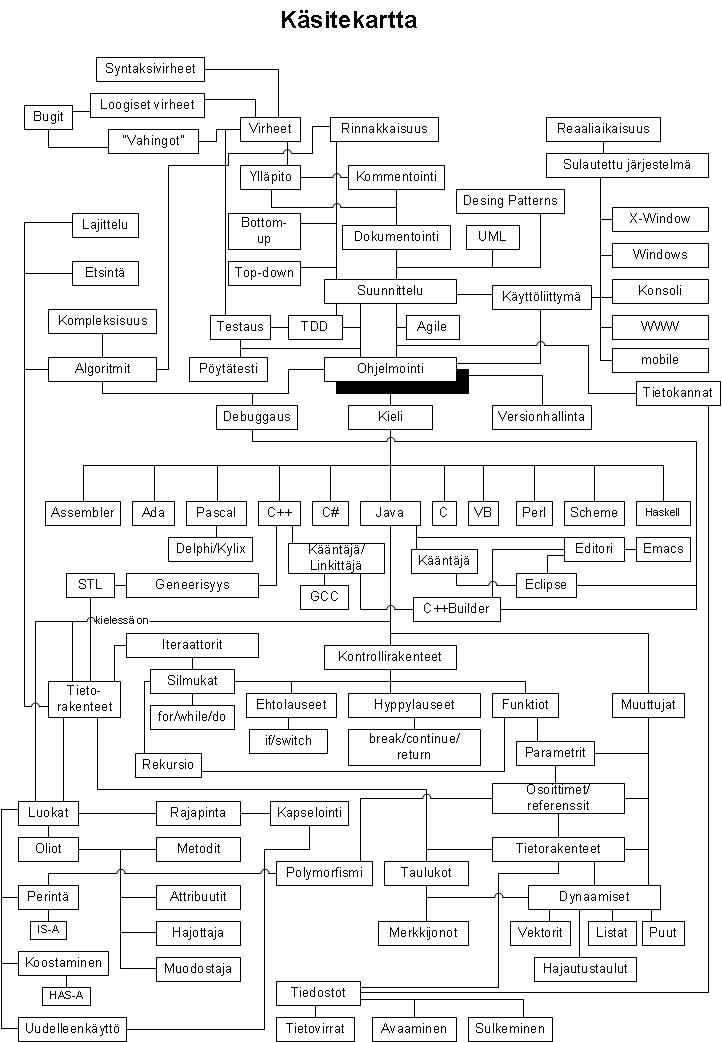 Käsitekartta
Syntaksivirheet
Loogiset virheet
Bugit
"Vahingot"
Virheet
Rinnakkaisuus
Reaaliaikaisuus
Sulautettu järjestelmä
Ylläpito
Kommentointi
Desing Patterns
Lajittelu
Bottom-
up
Dokumentointi
UML
X-Window
Windows
Etsintä
Top-down
Suunnittelu
Käyttöliittymä
Konsoli
Kompleksisuus
Testaus
TDD
Agile
WWW
Algoritmit
Pöytätesti
Ohjelmointi
mobile
Tietokannat
Debuggaus
Kieli
Versionhallinta
Assembler
Ada
Pascal
C++
C#
Java
C
VB
Perl
Scheme
Haskell
Delphi/Kylix
Kääntäjä/
Linkittäjä
Kääntäjä
Editori
Emacs
STL
Geneerisyys
GCC
Eclipse
C++Builder
kielessä on
Iteraattorit
Kontrollirakenteet
Silmukat
Tieto-
rakenteet
for/while/do
Ehtolauseet
Hyppylauseet
Funktiot
Muuttujat
if/switch
break/continue/
return
Parametrit
Rekursio
Osoittimet/
referenssit
Luokat
Rajapinta
Kapselointi
Oliot
Metodit
Tietorakenteet
Polymorfismi
Taulukot
Perintä
Attribuutit
Dynaamiset
IS-A
Hajottaja
Merkkijonot
Vektorit
Listat
Puut
Koostaminen
Muodostaja
Hajautustaulut
HAS-A
Tiedostot
Uudelleenkäyttö
Tietovirrat
Avaaminen
Sulkeminen